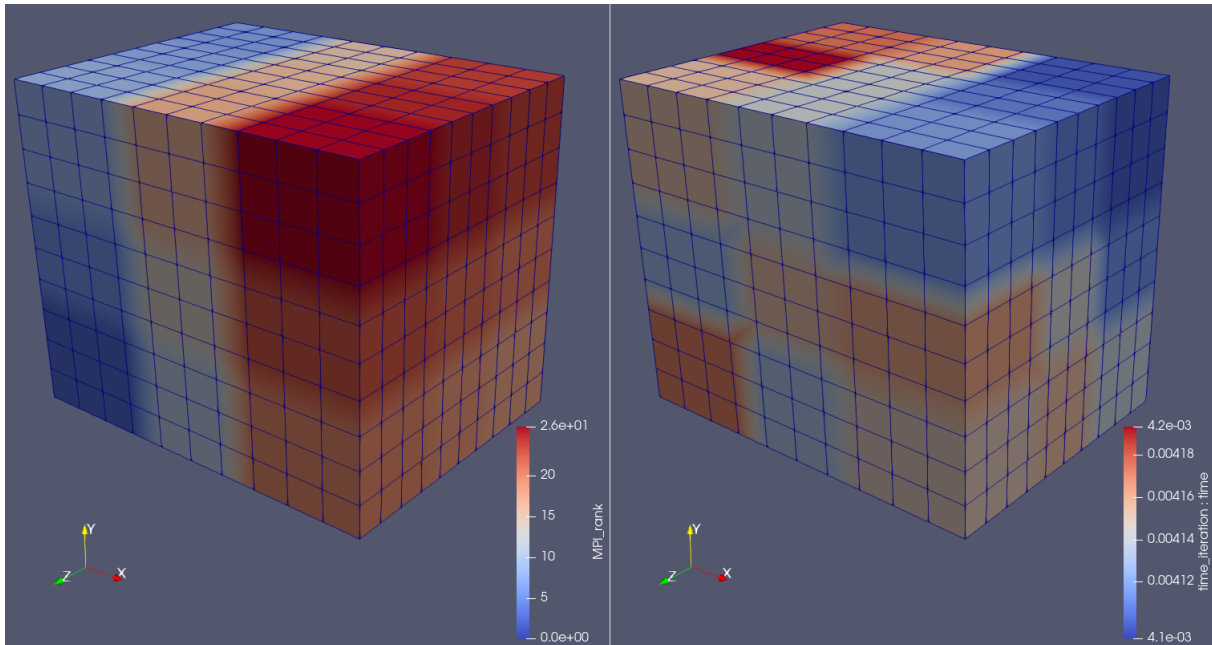 2.6e+01
20
15
10
5
0.0e+00
MPI_rank
Y
Z
X
4.2e-03
0.00418
0.00416
0.00414
0.00412
4.1e-03
time_iteration : time
Y
Z
X